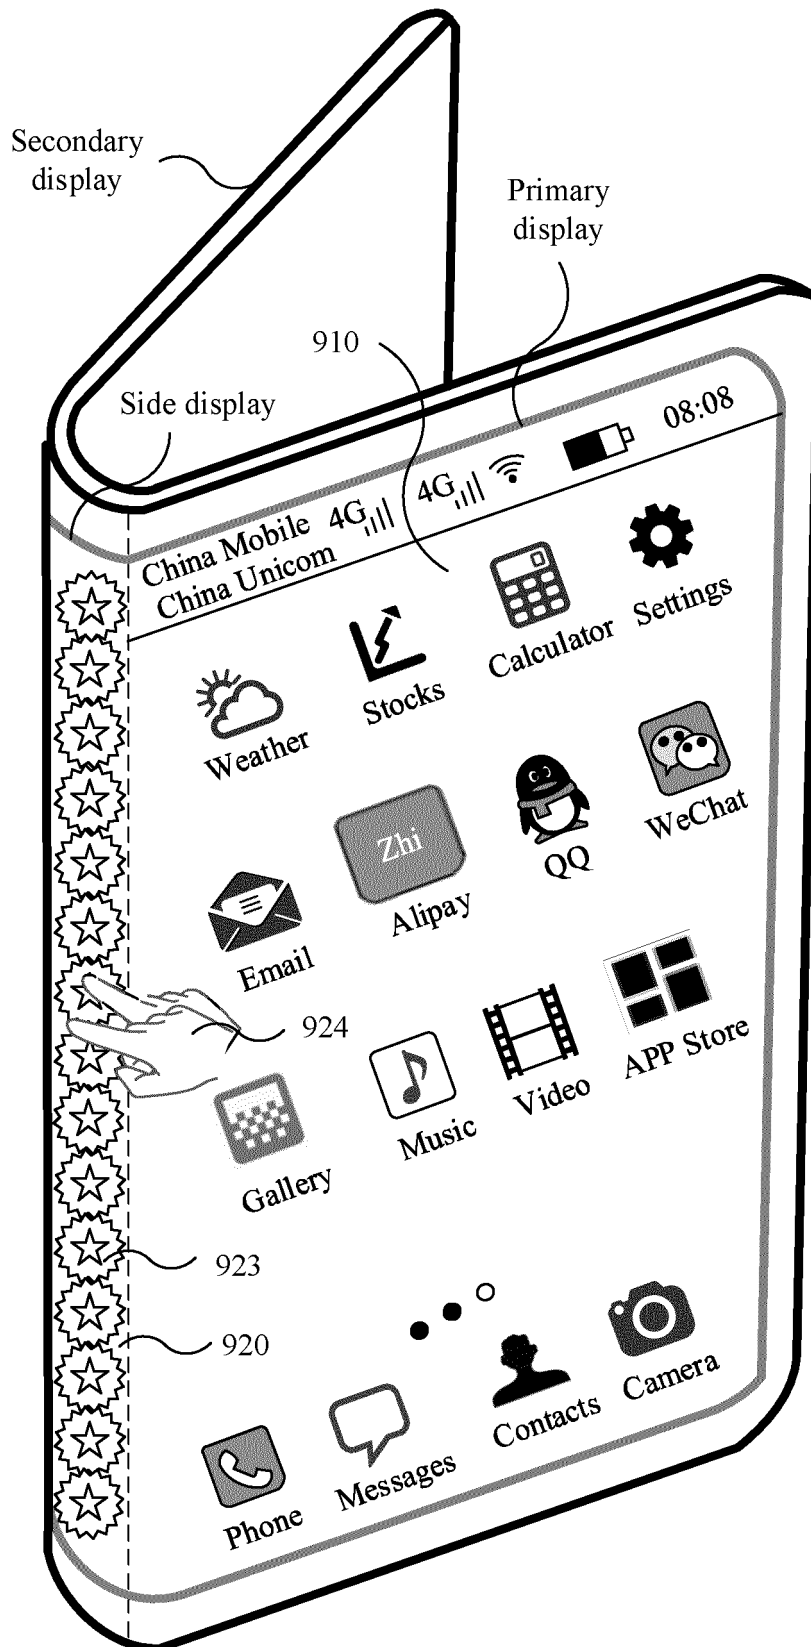 Secondary
display
Primary
display
910
Side display
08:08
4G
4G
China Mobile
China Unicom
Settings
Calculator
Stocks
Weather
WeChat
QQ
Zhi
Alipay
Email
924
APP Store
Video
Music
Gallery
923
920
Camera
Contacts
Messages
Phone